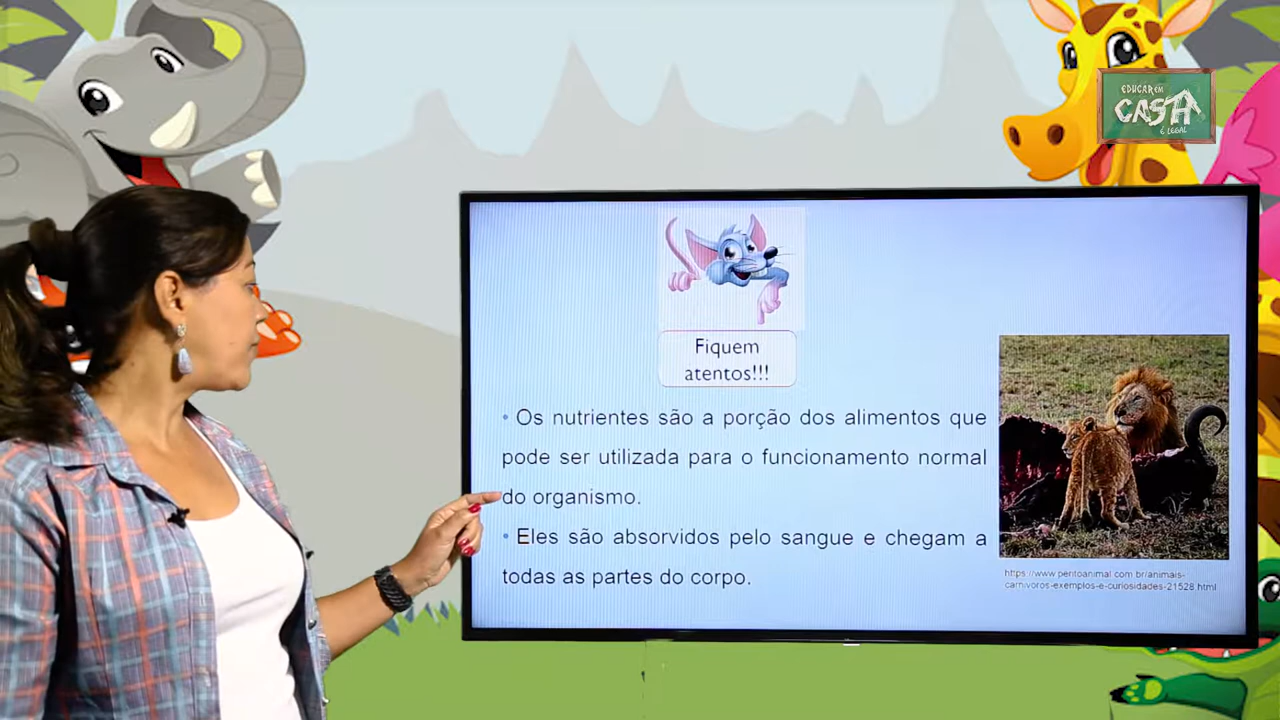 EDUCAR EM
CASA
É LEGAL
Fiquem
atentos!!!
• Os nutrientes são a porção dos alimentos que
pode ser utilizada para o funcionamento normal
do organismo.
• Eles são absorvidos pelo sangue e chegam a
todas as partes do corpo.
https://www.peritoanimal.com.br/animais-
carnivoros-exemplos-e-curiosidades-21528.html